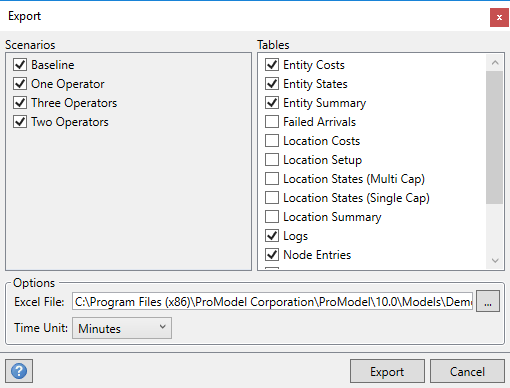 Export
x
Scenarios
Baseline
One Operator
Three Operators
Two Operators
Tables
Entity Costs
Entity States
Entity Summary
Failed Arrivals
Location Costs
Location Setup
Location States (Multi Cap)
Location States (Single Cap)
Location Summary
Logs
Node Entries
Options
Excel File: C:\Program Files (x86)\ProModel Corporation\ProModel\10.0\Models\Dem ...
Time Unit: Minutes
? Export Cancel